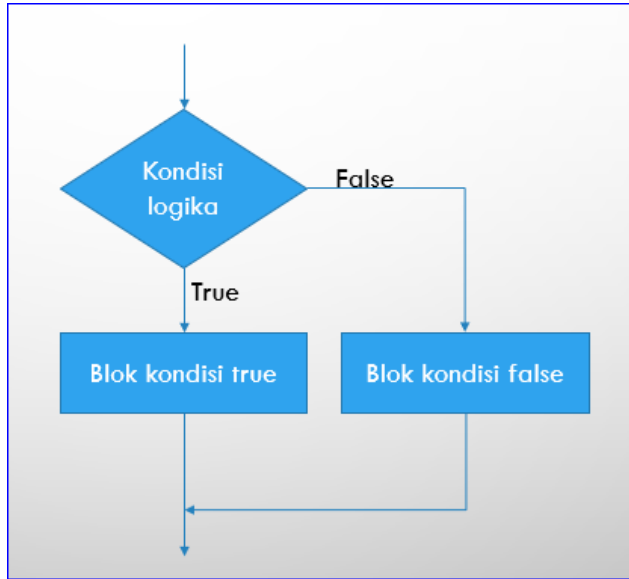 Kondisi
logika
False
True
Blok kondisi true
Blok kondisi false